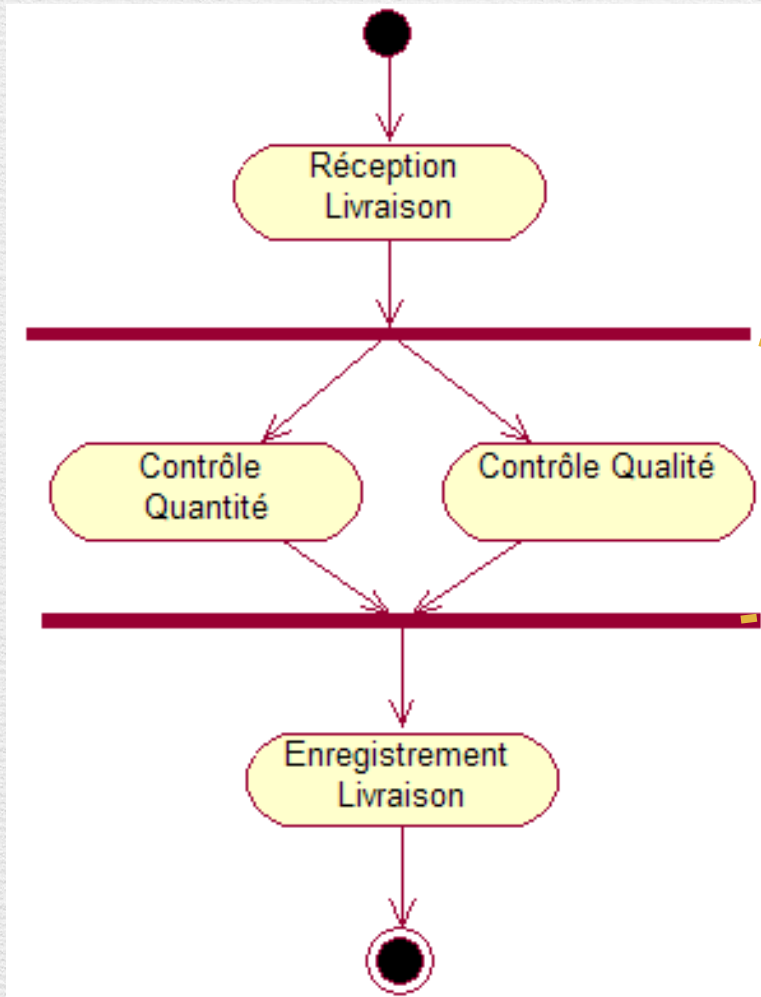 Réception
Livraison
Contrôle
Quantité
Contrôle Qualité
Enregistrement
Livraison